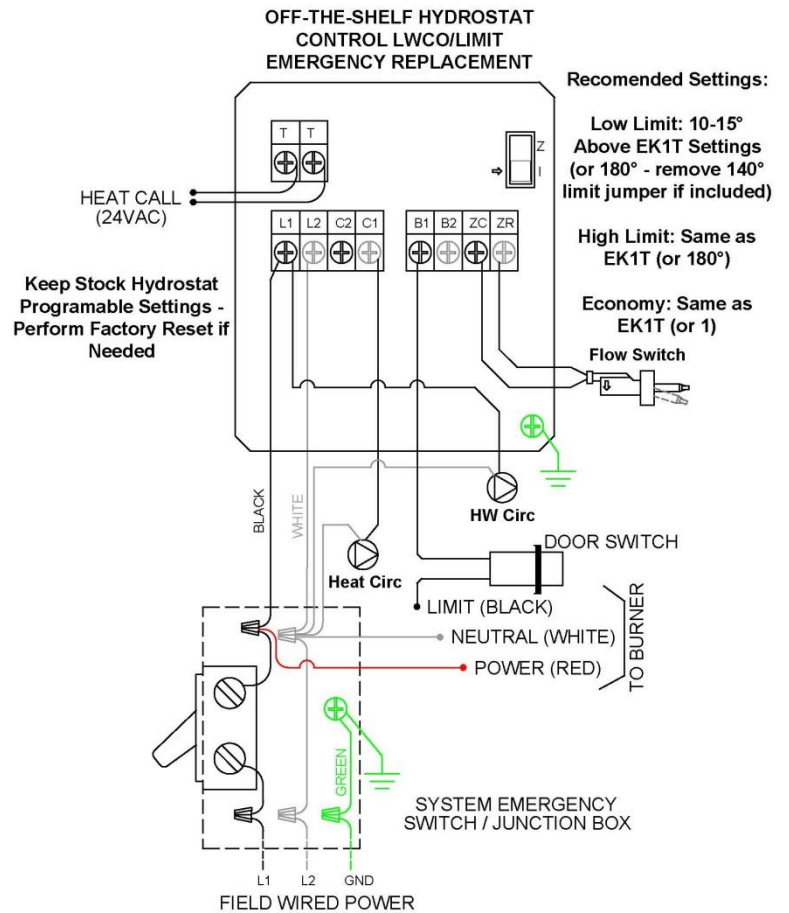 OFF-THE-SHELF HYDROSTAT
CONTROL LWCO/LIMIT
EMERGENCY REPLACEMENT
Recomended Settings:
Low Limit: 10-15°
Above EK1T Settings
(or 180° - remove 140°
limit jumper if included)
High Limit: Same as
EK1T (or 180°)
Economy: Same as
EK1T (or 1)
T T
Z
I
HEAT CALL
(24VAC)
L1 L2 C2 C1 B1 B2 ZC ZR
Keep Stock Hydrostat
Programable Settings -
Perform Factory Reset if
Needed
Flow Switch
BLACK
WHITE
HW Circ
Heat Circ
DOOR SWITCH
LIMIT (BLACK)
NEUTRAL (WHITE)
POWER (RED)
TO BURNER
GREEN
SYSTEM EMERGENCY
SWITCH / JUNCTION BOX
L1 L2 GND
FIELD WIRED POWER